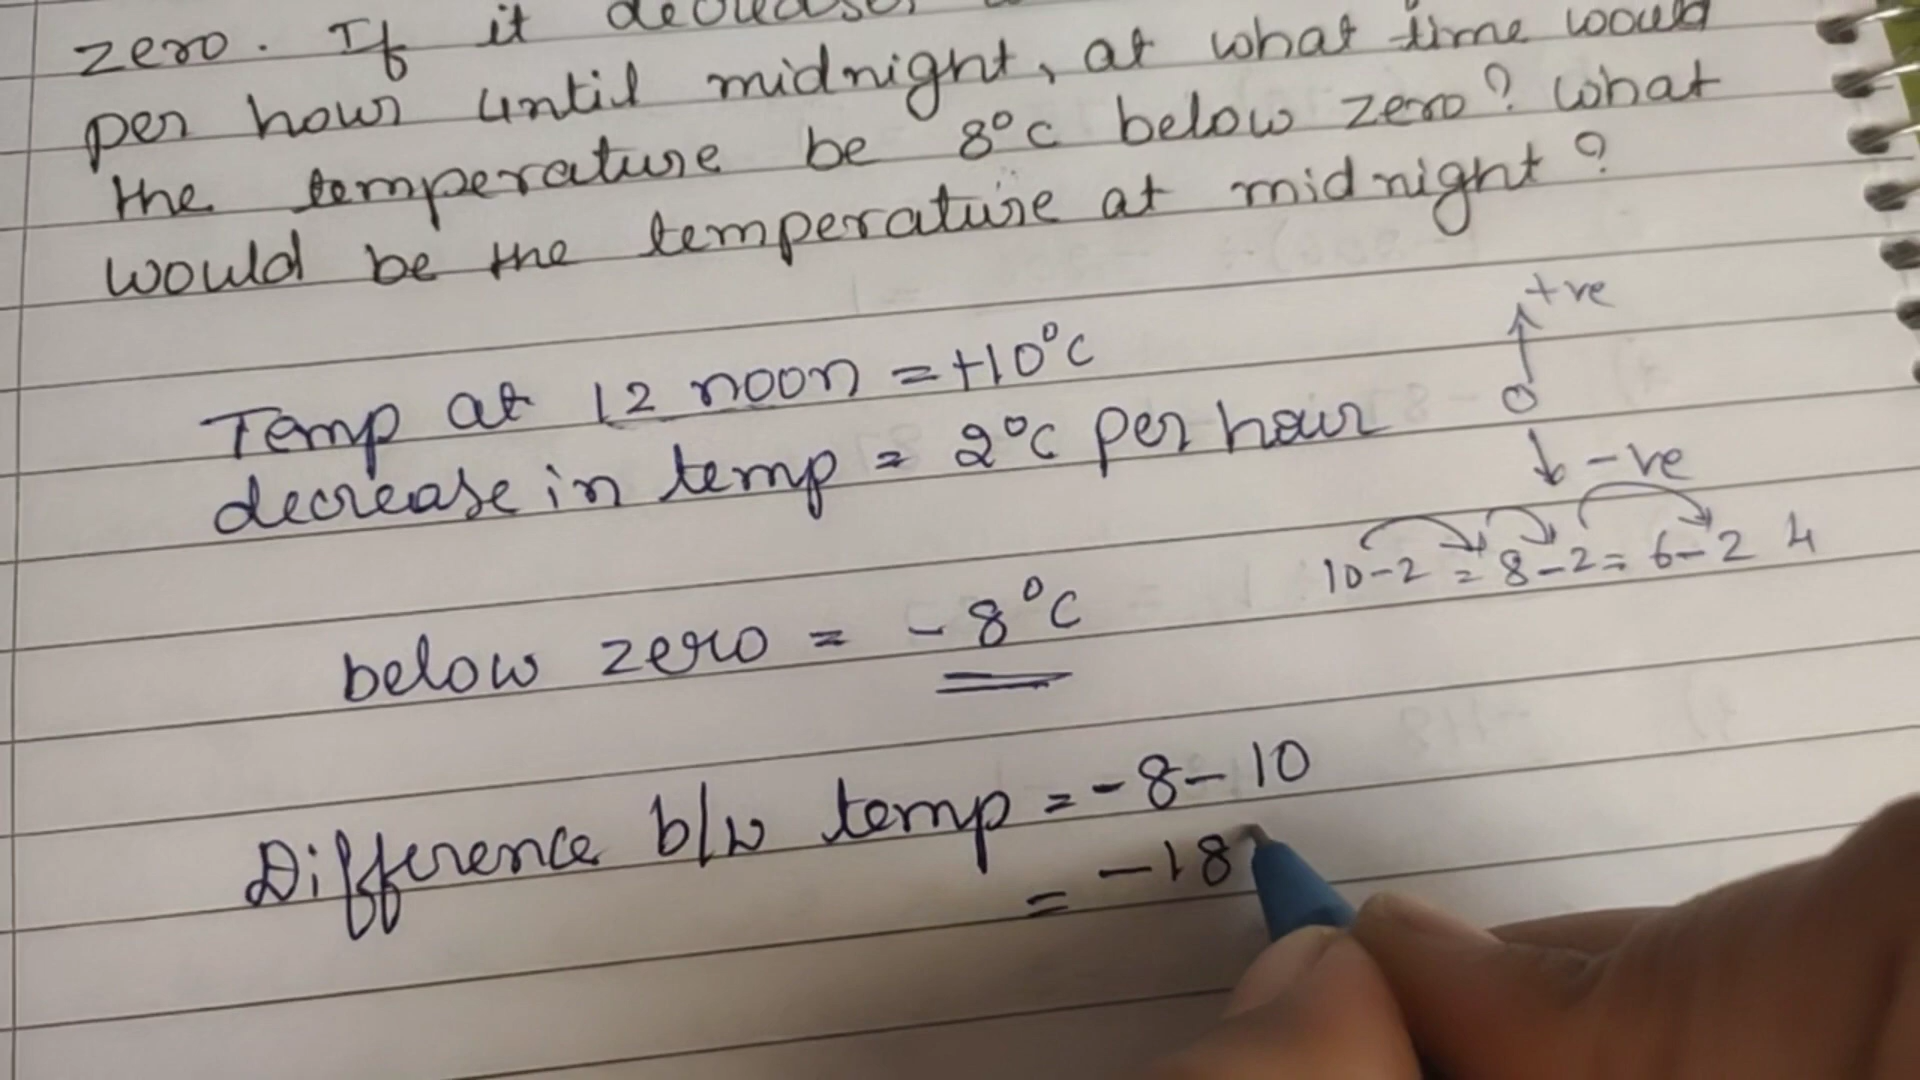 zero. If it decreases
per hour until midnight, at what time would
the temperature be 8°C below zero? What
would be the temperature at midnight?
+ve
Temp at 12 noon = +10°C
0
decrease in temp = 2°C per hour
-ve
10-2 = 8-2 = 6-2 4
below zero = -8°C
Difference b/w temp = -8-10
= -18